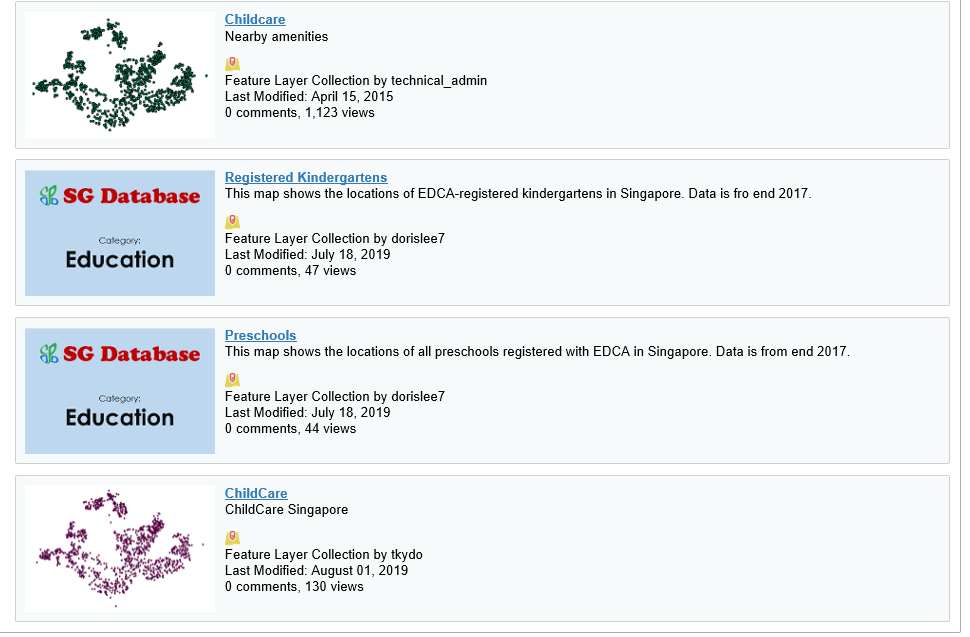 Childcare
Nearby amenities
Feature Layer Collection by technical_admin
Last Modified: April 15, 2015
0 comments, 1,123 views
SG Database
Category:
Education
Registered Kindergartens
This map shows the locations of EDCA-registered kindergartens in Singapore. Data is fro end 2017.
Feature Layer Collection by dorislee7
Last Modified: July 18, 2019
0 comments, 47 views
SG Database
Category:
Education
Preschools
This map shows the locations of all preschools registered with EDCA in Singapore. Data is from end 2017.
Feature Layer Collection by dorislee7
Last Modified: July 18, 2019
0 comments, 44 views
ChildCare
ChildCare Singapore
Feature Layer Collection by tkydo
Last Modified: August 01, 2019
0 comments, 130 views